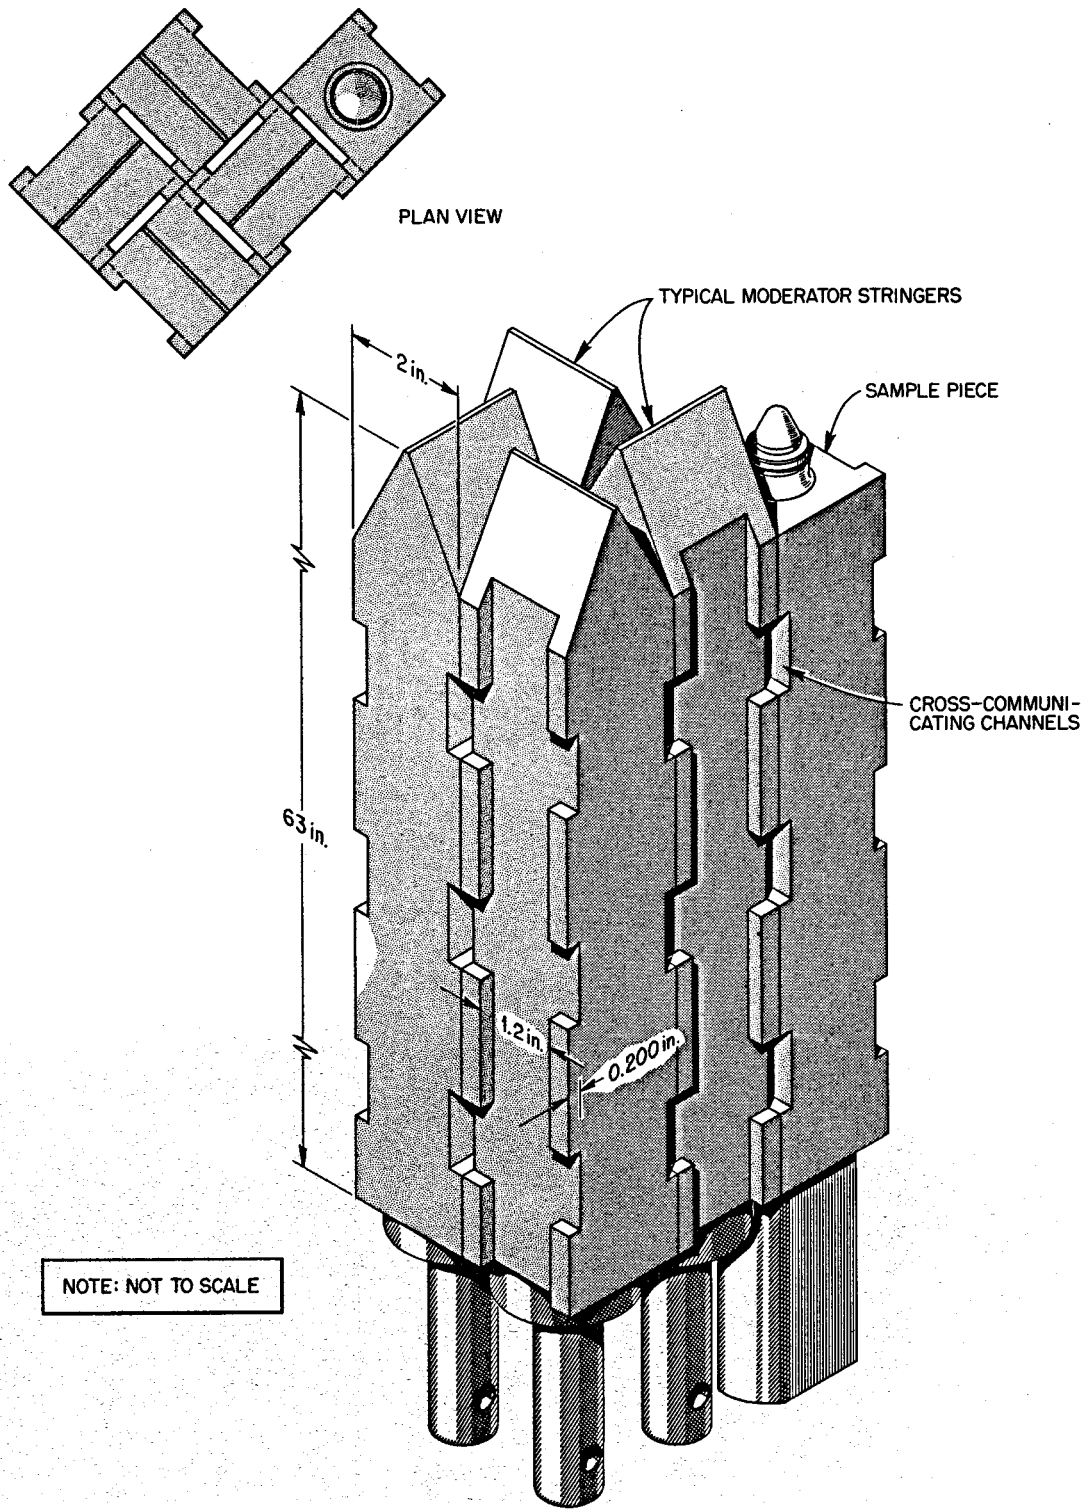 PLAN VIEW
TYPICAL MODERATOR STRINGERS
2 in.
SAMPLE PIECE
CROSS-COMMUNI-
CATING CHANNELS
63 in.
1.2 in.
0.200 in.
NOTE: NOT TO SCALE